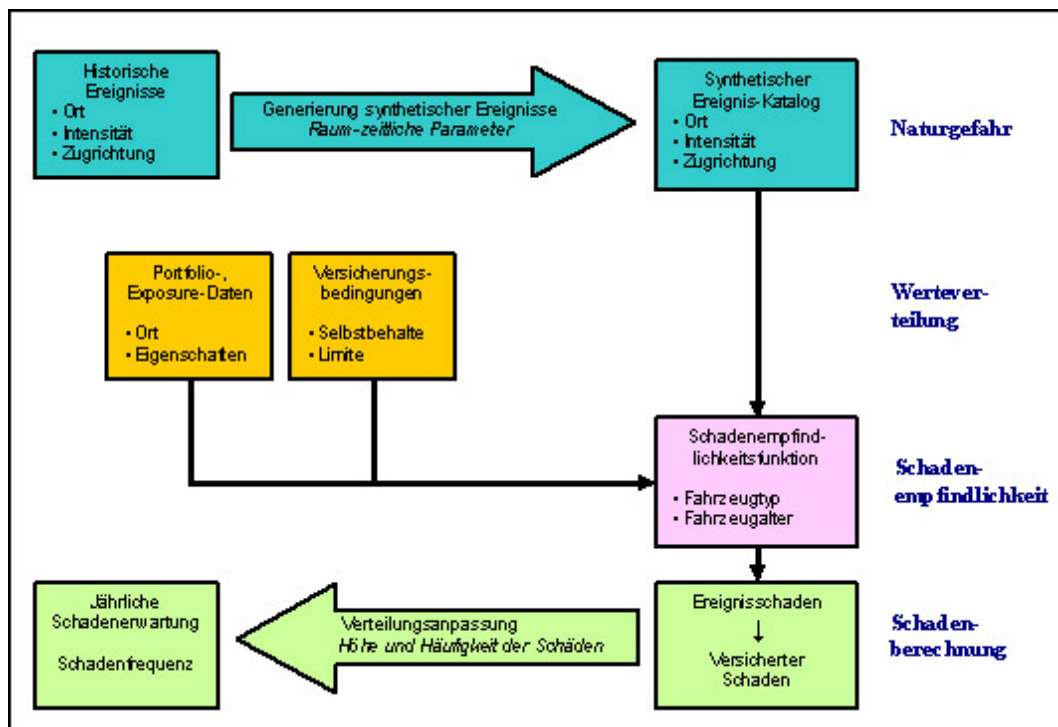 Historische
Ereignisse
• Ort
• Intensität
• Zugrichtung
Generierung synthetischer Ereignisse
Raum-zeitliche Parameter
Synthetischer
Ereignis-Katalog
• Ort
• Intensität
• Zugrichtung
Naturgefahr
Portfolio-,
Exposure-Daten
• Ort
• Eigenschaften
Versicherungs-
bedingungen
• Selbstbehalte
• Limite
Wertever-
teilung
Schadenempfind-
lichkeitsfunktion
• Fahrzeugtyp
• Fahrzeugalter
Schaden-
empfindlichkeit
Jährliche
Schadenerwartung
Schadenfrequenz
Verteilungsanpassung
Höhe und Häufigkeit der Schäden
Ereignisschaden
↓
Versicherter
Schaden
Schaden-
berechnung